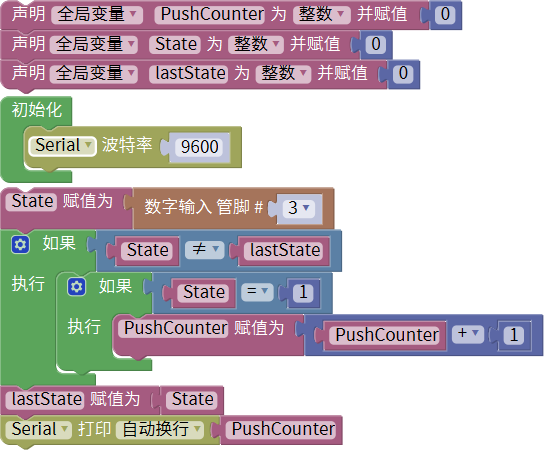 声明 全局变量 PushCounter 为 整数 并赋值 0
声明 全局变量 State 为 整数 并赋值 0
声明 全局变量 lastState 为 整数 并赋值 0
初始化
Serial 波特率 9600
State 赋值为 数字输入 管脚 # 3
如果 State ≠ lastState
执行 如果 State = 1
执行 PushCounter 赋值为 PushCounter + 1
lastState 赋值为 State
Serial 打印 自动换行 PushCounter